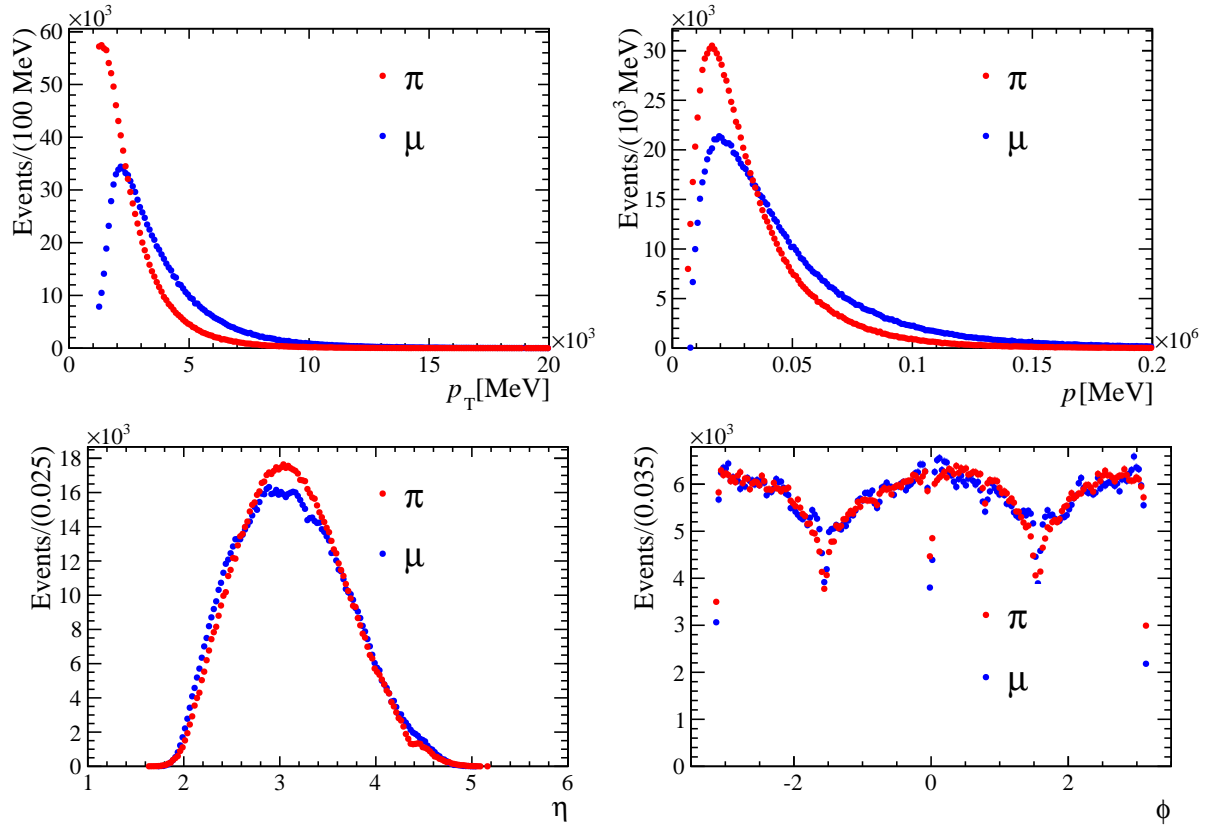 ×10³
Events/(100 MeV)
60
50
40
30
20
10
0
π
μ
0 5 10 15 20
×10³
p_T[MeV]
×10³
Events/(10³ MeV)
30
25
20
15
10
5
0
π
μ
0 0.05 0.1 0.15 0.2
×10⁶
p[MeV]
×10³
Events/(0.025)
18
16
14
12
10
8
6
4
2
0
π
μ
1 2 3 4 5 6
η
×10³
Events/(0.035)
6
5
4
3
2
1
0
π
μ
-2 0 2
ϕ